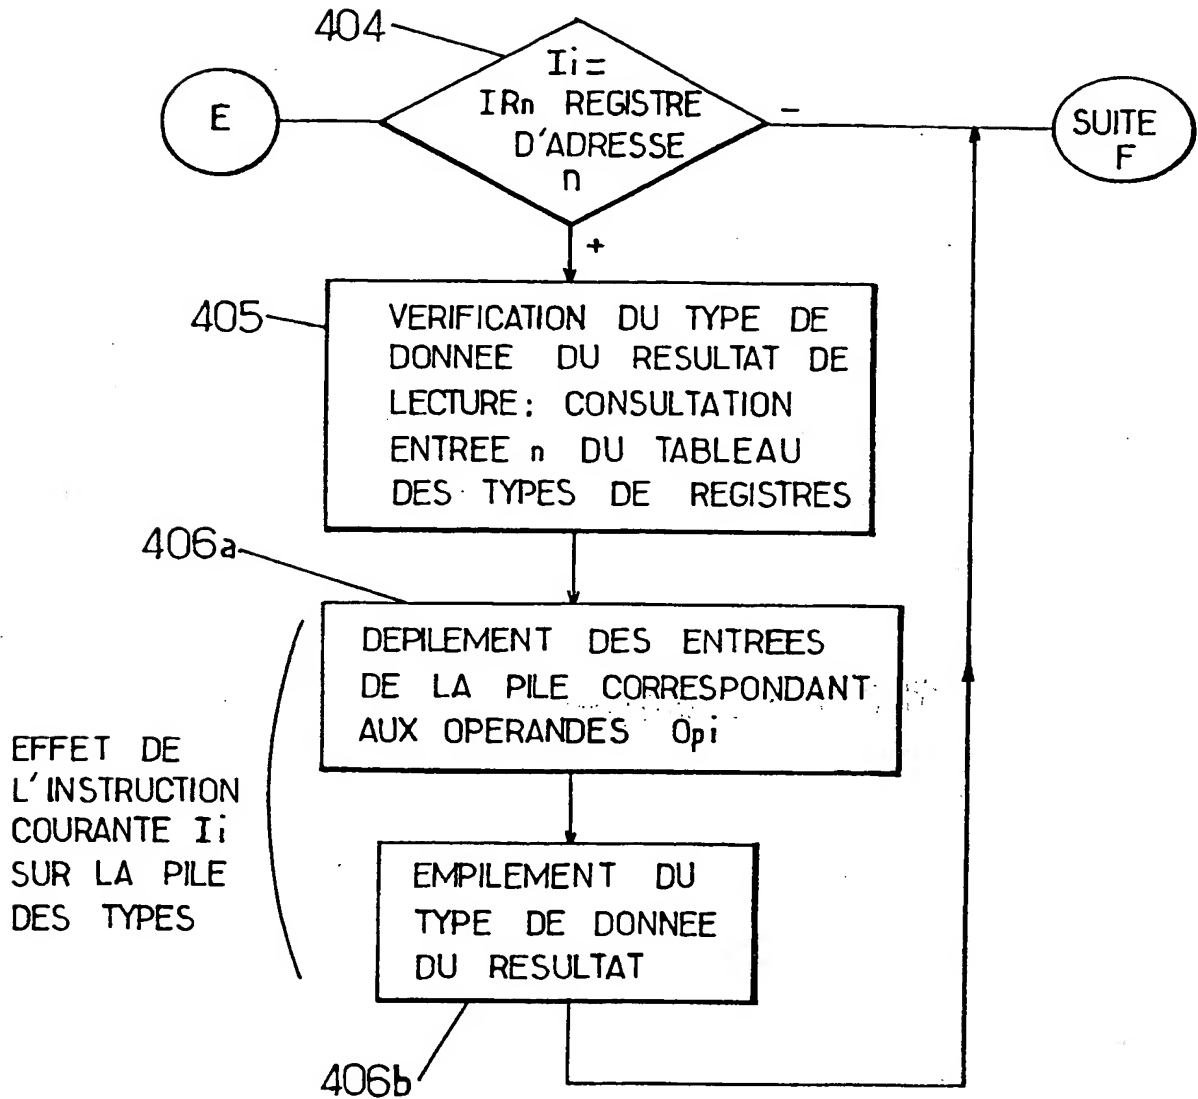 404
Ii=
IRn REGISTRE
D'ADRESSE
n
E
-
SUITE
F
+
405
VERIFICATION DU TYPE DE
DONNEE DU RESULTAT DE
LECTURE: CONSULTATION
ENTREE n DU TABLEAU
DES TYPES DE REGISTRES
406a
DEPILEMENT DES ENTREES
DE LA PILE CORRESPONDANT
AUX OPERANDES Opi
EFFET DE
L'INSTRUCTION
COURANTE Ii
SUR LA PILE
DES TYPES
EMPILEMENT DU
TYPE DE DONNEE
DU RESULTAT
406b